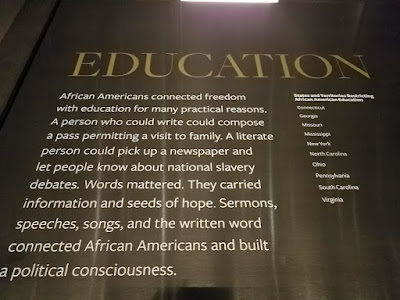 EDUCATION
African Americans connected freedom
with education for many practical reasons.
A person who could write could compose
a pass permitting a visit to family. A literate
person could pick up a newspaper and
let people know about national slavery
debates. Words mattered. They carried
information and seeds of hope. Sermons,
speeches, songs, and the written word
connected African Americans and built
a political consciousness.
States and Territories Restricting
African American Education
Connecticut
Georgia
Missouri
Mississippi
New York
North Carolina
Ohio
Pennsylvania
South Carolina
Virginia